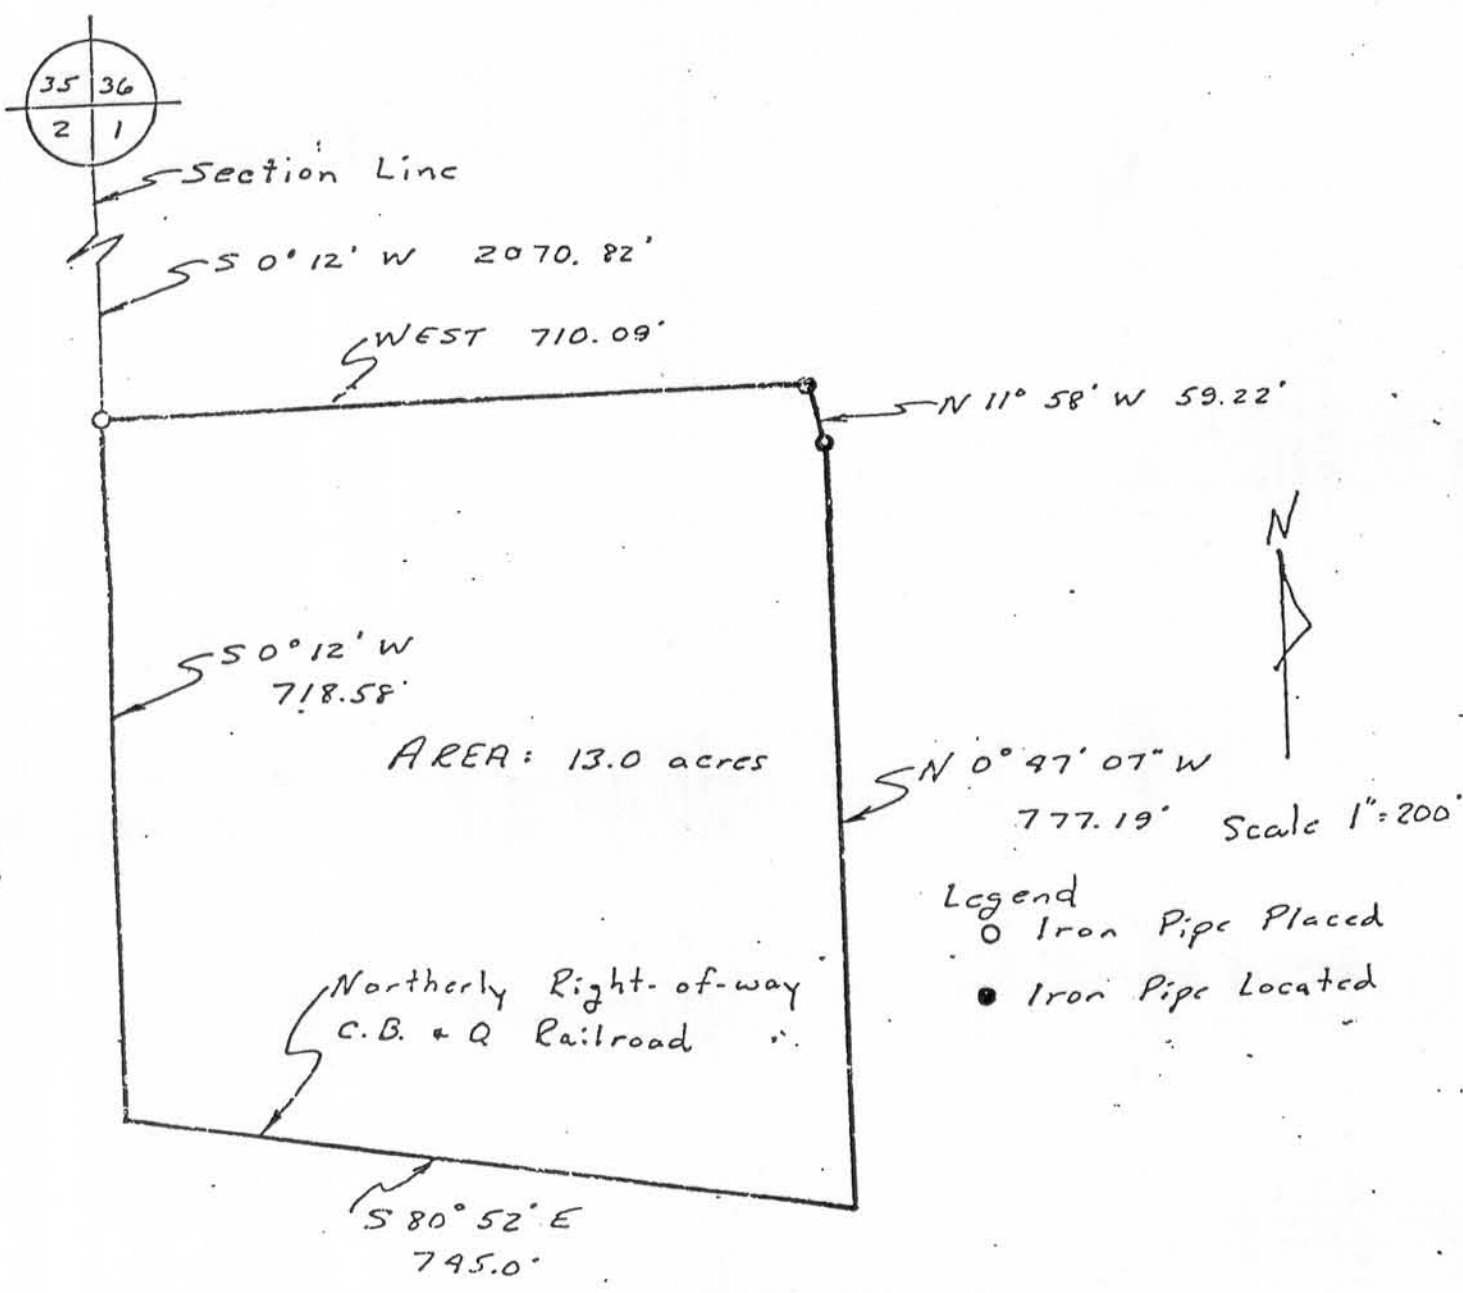 35 36
2 1
Section Line
S 0° 12' W 2070.82'
WEST 710.09'
N 11° 58' W 59.22'
N
S 0° 12' W
718.58'
AREA: 13.0 acres
N 0° 47' 07" W
777.19'
Scale 1"=200'
Legend
Iron Pipe Placed
Iron Pipe Located
Northerly Right-of-way
C.B. & Q Railroad
S 80° 52' E
745.0'